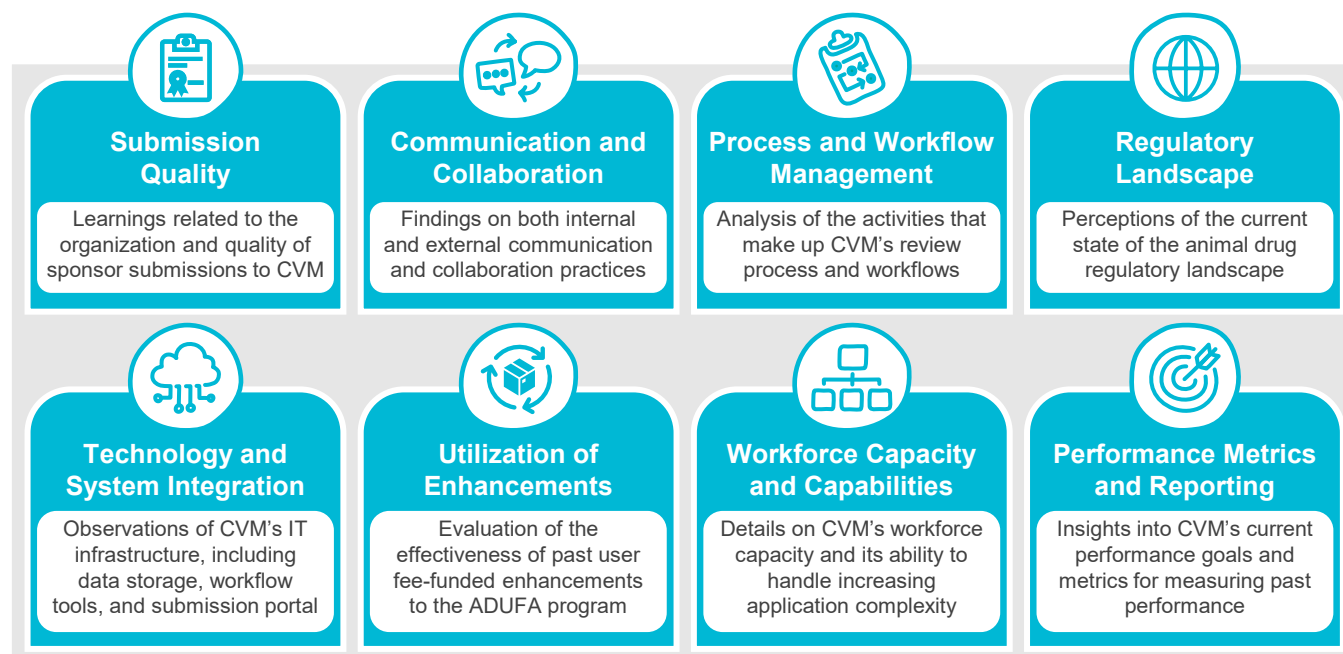 Submission
Quality
Learnings related to the
organization and quality of
sponsor submissions to CVM
Communication and
Collaboration
Findings on both internal
and external communication
and collaboration practices
Process and Workflow
Management
Analysis of the activities that
make up CVM's review
process and workflows
Regulatory
Landscape
Perceptions of the current
state of the animal drug
regulatory landscape
Technology and
System Integration
Observations of CVM's IT
infrastructure, including
data storage, workflow
tools, and submission portal
Utilization of
Enhancements
Evaluation of the
effectiveness of past user
fee-funded enhancements
to the ADUFA program
Workforce Capacity
and Capabilities
Details on CVM's workforce
capacity and its ability to
handle increasing
application complexity
Performance Metrics
and Reporting
Insights into CVM's current
performance goals and
metrics for measuring past
performance